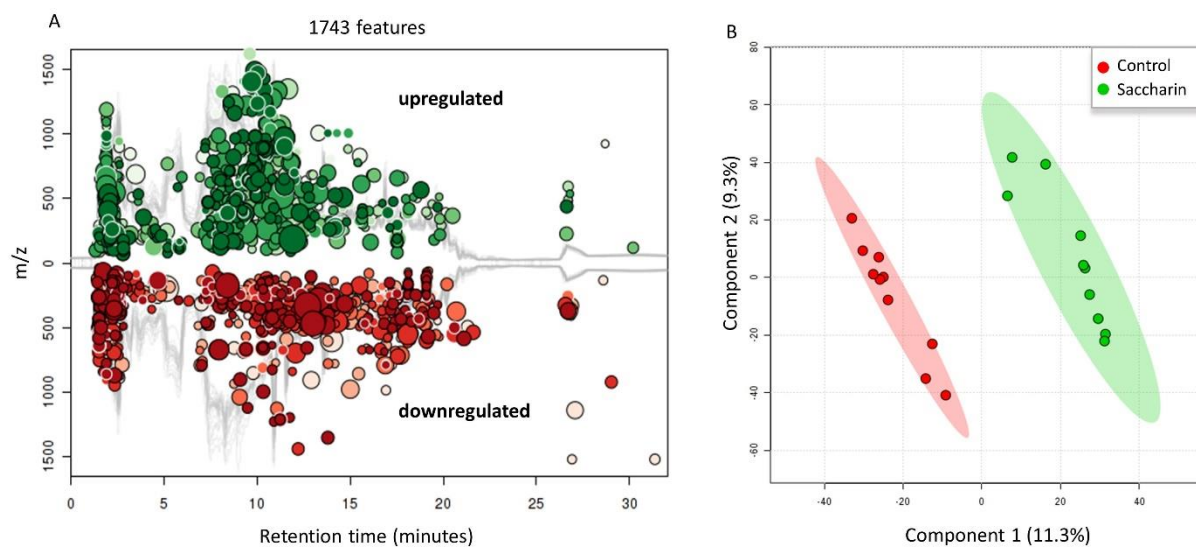 A
1743 features
1500
1000
500
0
500
1000
1500
m/z
upregulated
downregulated
0 5 10 15 20 25 30
Retention time (minutes)
B
80
60
40
20
0
-20
-40
-60
Component 2 (9.3%)
Control
Saccharin
-40 -20 0 20 40
Component 1 (11.3%)